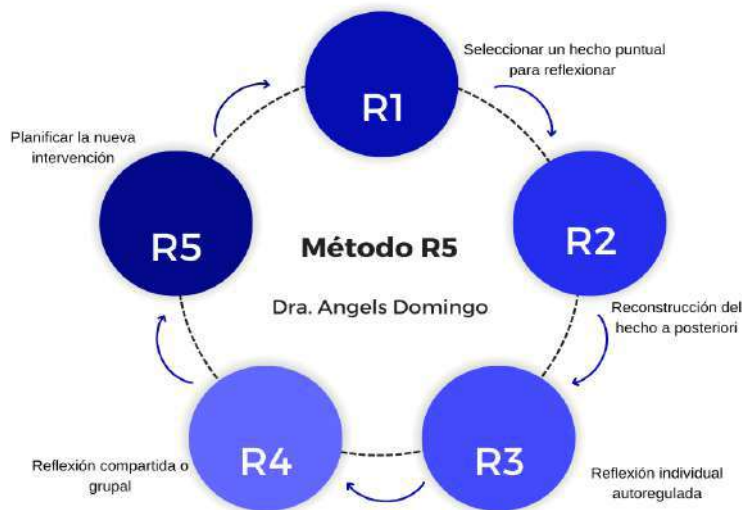 R1
Seleccionar un hecho puntual
para reflexionar
R2
Reconstrucción del
hecho a posteriori
R3
Reflexión individual
autoregulada
R4
Reflexión compartida o
grupal
R5
Planificar la nueva
intervención
Método R5
Dra. Angels Domingo